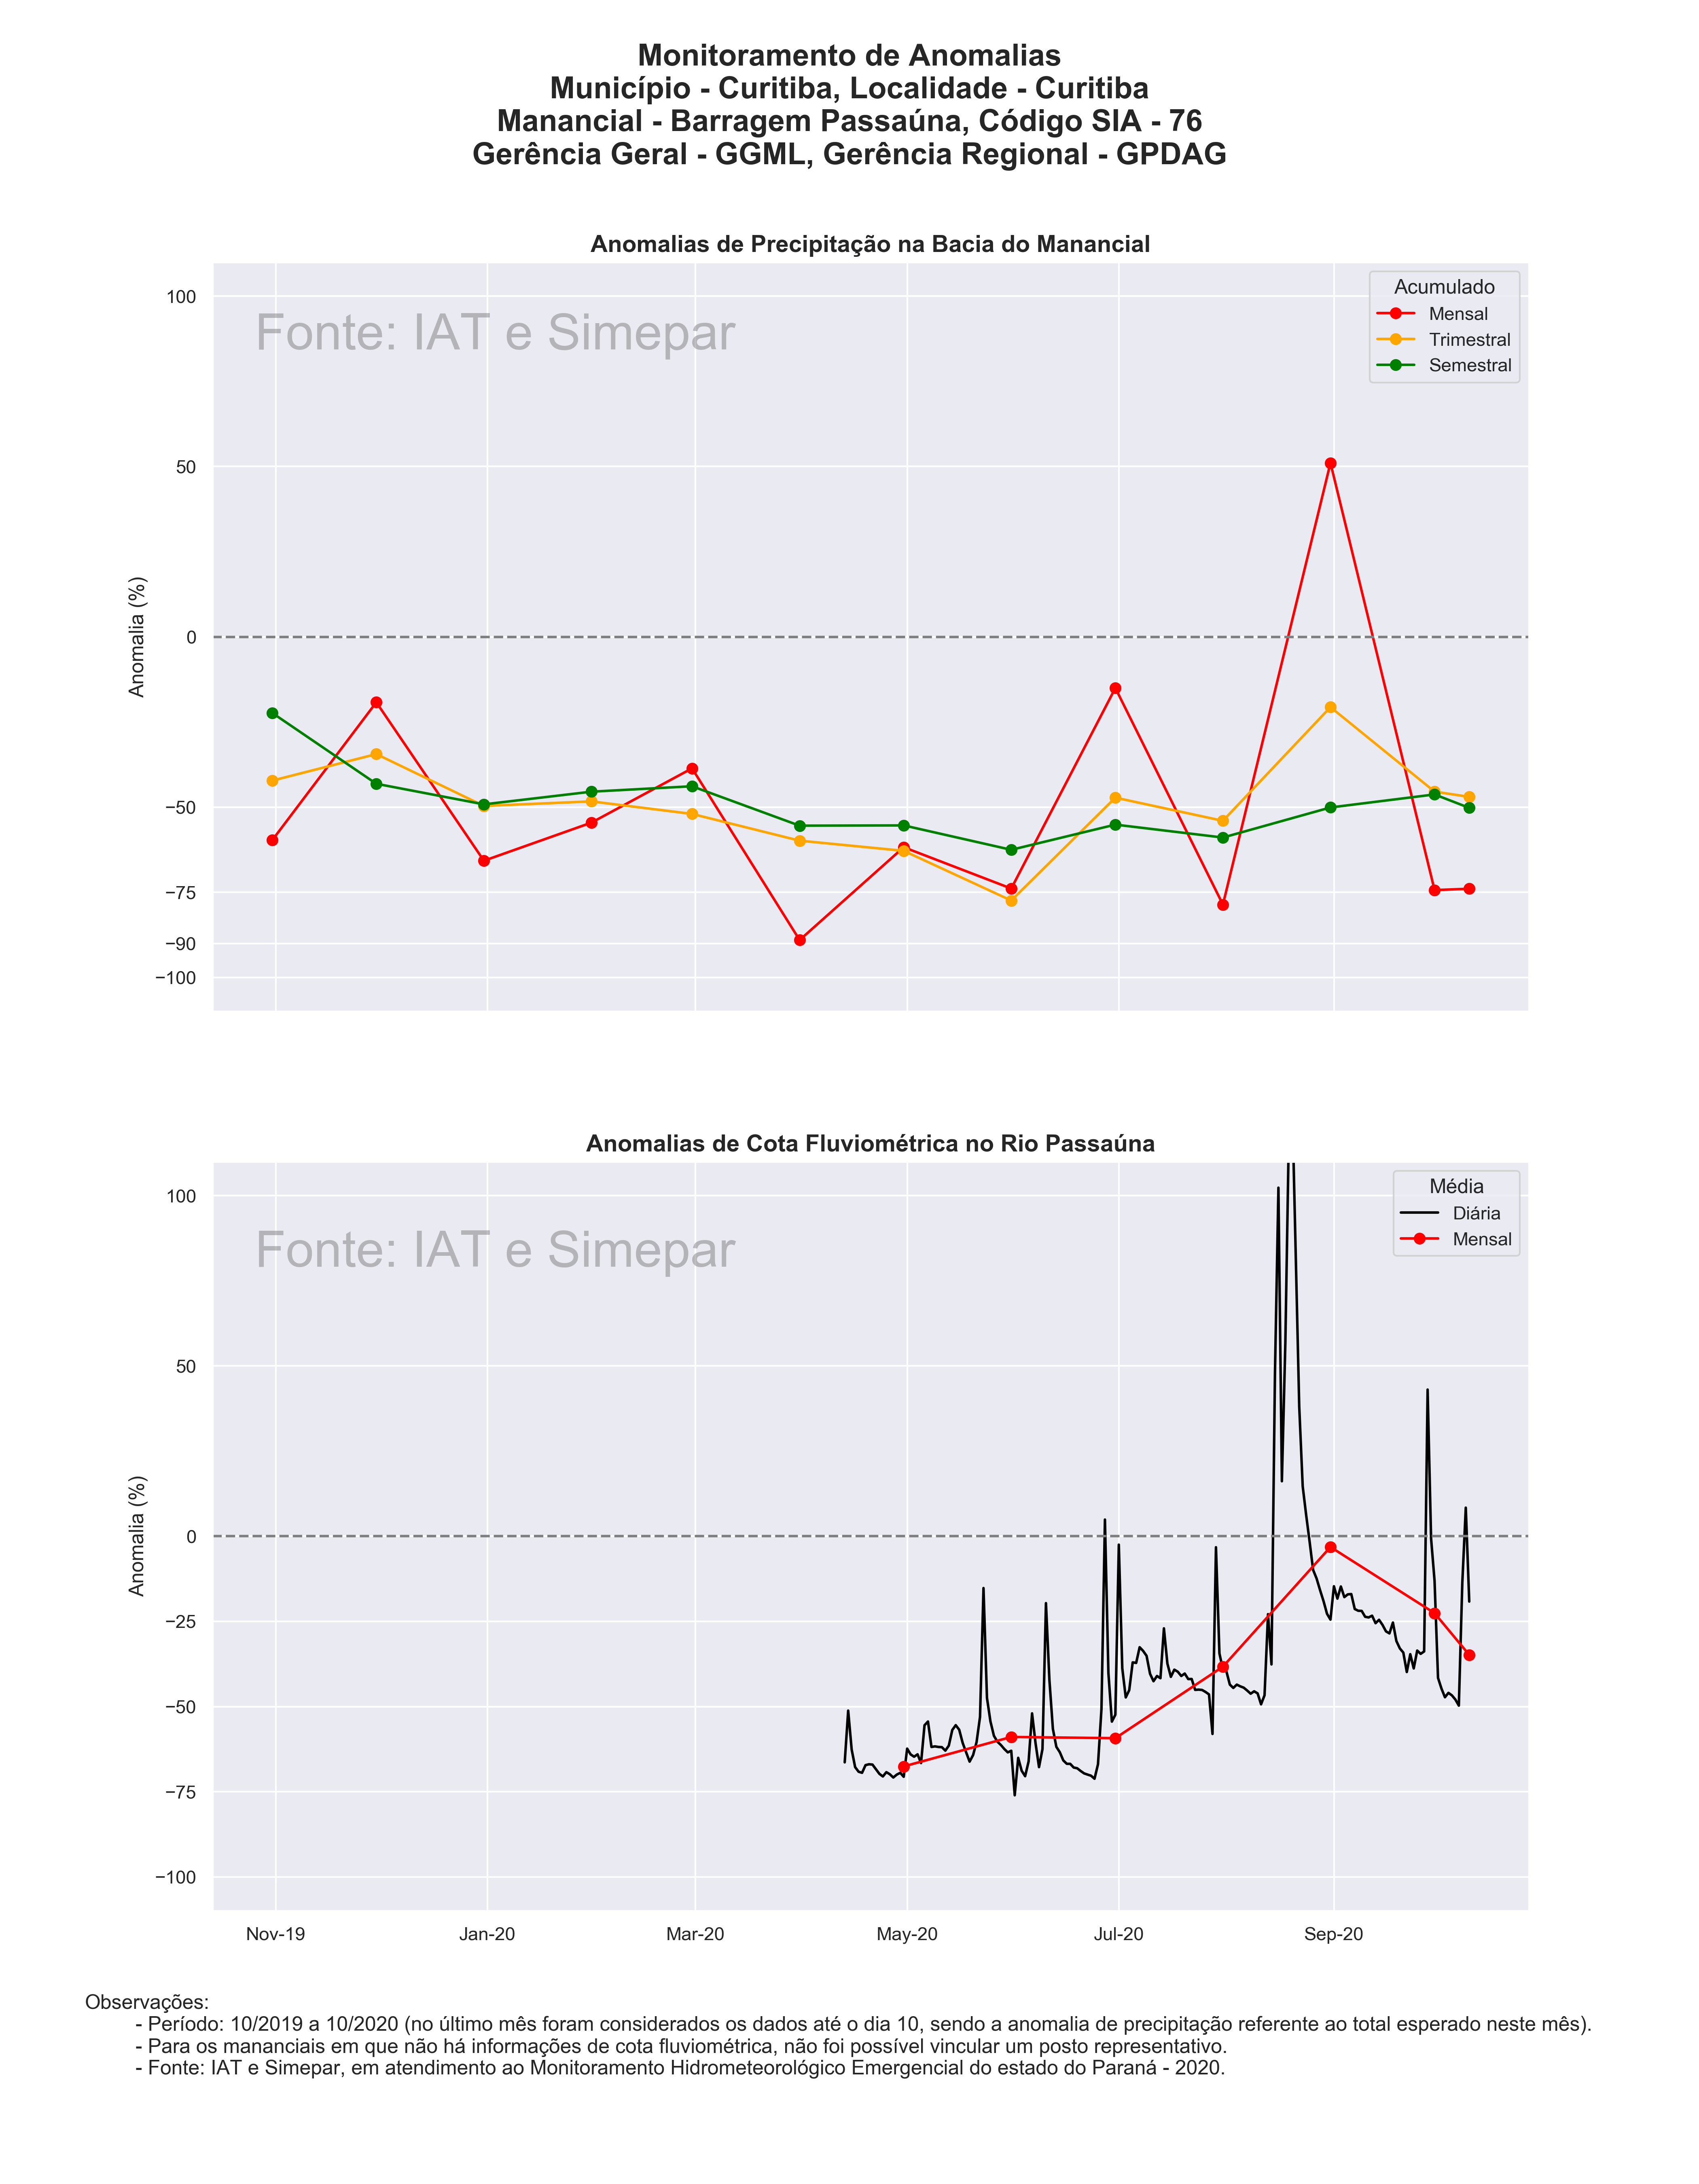 Monitoramento de Anomalias
Município - Curitiba, Localidade - Curitiba
Manancial - Barragem Passaúna, Código SIA - 76
Gerência Geral - GGML, Gerência Regional - GPDAG
Anomalias de Precipitação na Bacia do Manancial
Fonte: IAT e Simepar
Acumulado
Mensal
Trimestral
Semestral
Anomalia (%)
100
50
0
−50
−75
−90
−100
Anomalias de Cota Fluviométrica no Rio Passaúna
Fonte: IAT e Simepar
Média
Diária
Mensal
Anomalia (%)
100
50
0
−25
−50
−75
−100
Nov-19 Jan-20 Mar-20 May-20 Jul-20 Sep-20
Observações:
- Período: 10/2019 a 10/2020 (no último mês foram considerados os dados até o dia 10, sendo a anomalia de precipitação referente ao total esperado neste mês).
- Para os mananciais em que não há informações de cota fluviométrica, não foi possível vincular um posto representativo.
- Fonte: IAT e Simepar, em atendimento ao Monitoramento Hidrometeorológico Emergencial do estado do Paraná - 2020.